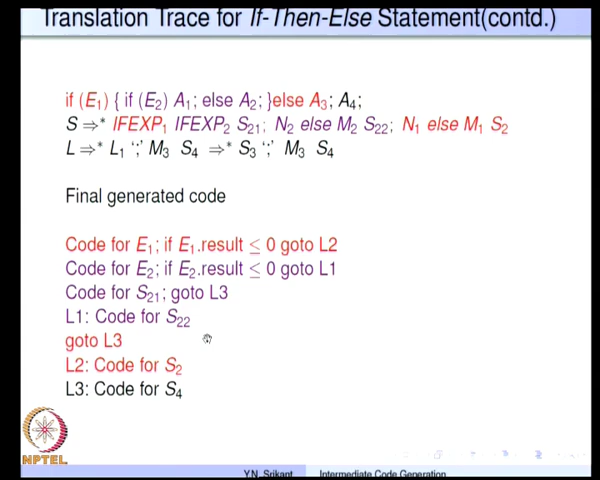 Translation Trace for If-Then-Else Statement(contd.)
if (E1) { if (E2) A1; else A2; }else A3; A4;
S ⇒* IFEXP1 IFEXP2 S21; N2 else M2 S22; N1 else M1 S2
L ⇒* L1 ‘;’ M3 S4 ⇒* S3 ‘;’ M3 S4
Final generated code
Code for E1; if E1.result ≤ 0 goto L2
Code for E2; if E2.result ≤ 0 goto L1
Code for S21; goto L3
L1: Code for S22
goto L3
L2: Code for S2
L3: Code for S4
NPTEL
Y.N. Srikant Intermediate Code Generation